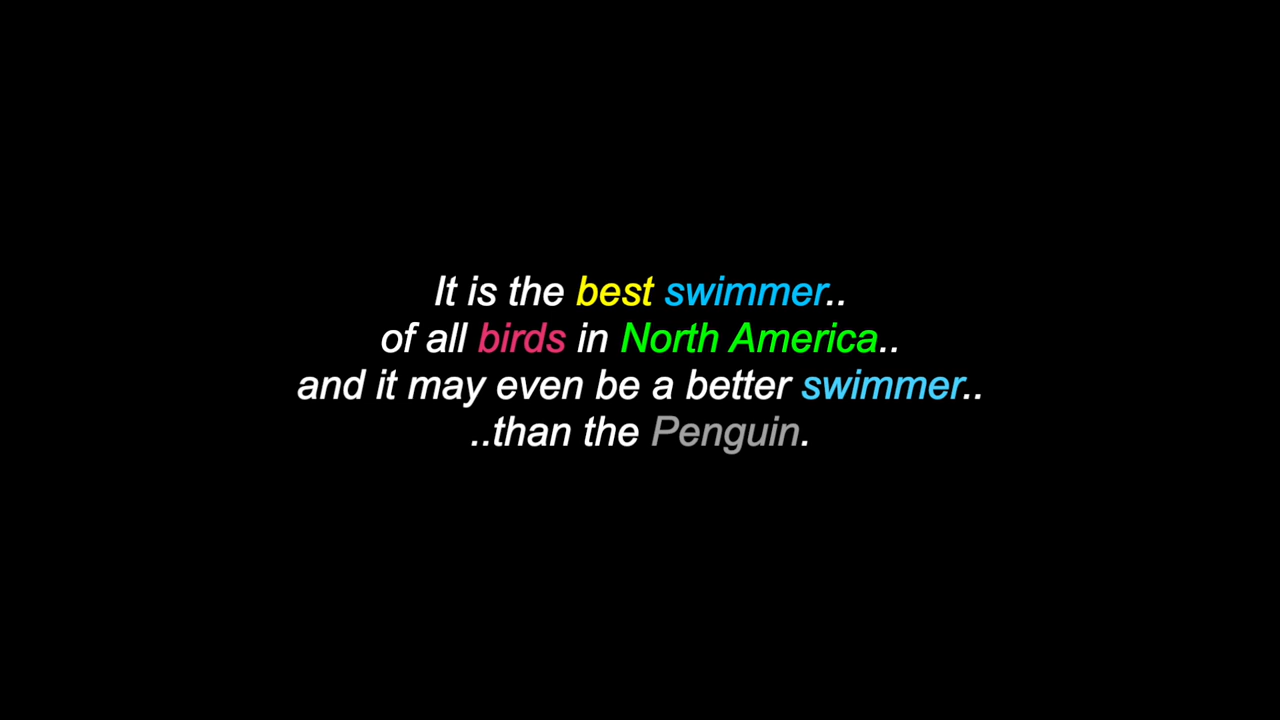 It is the best swimmer..
of all birds in North America..
and it may even be a better swimmer..
..than the Penguin.